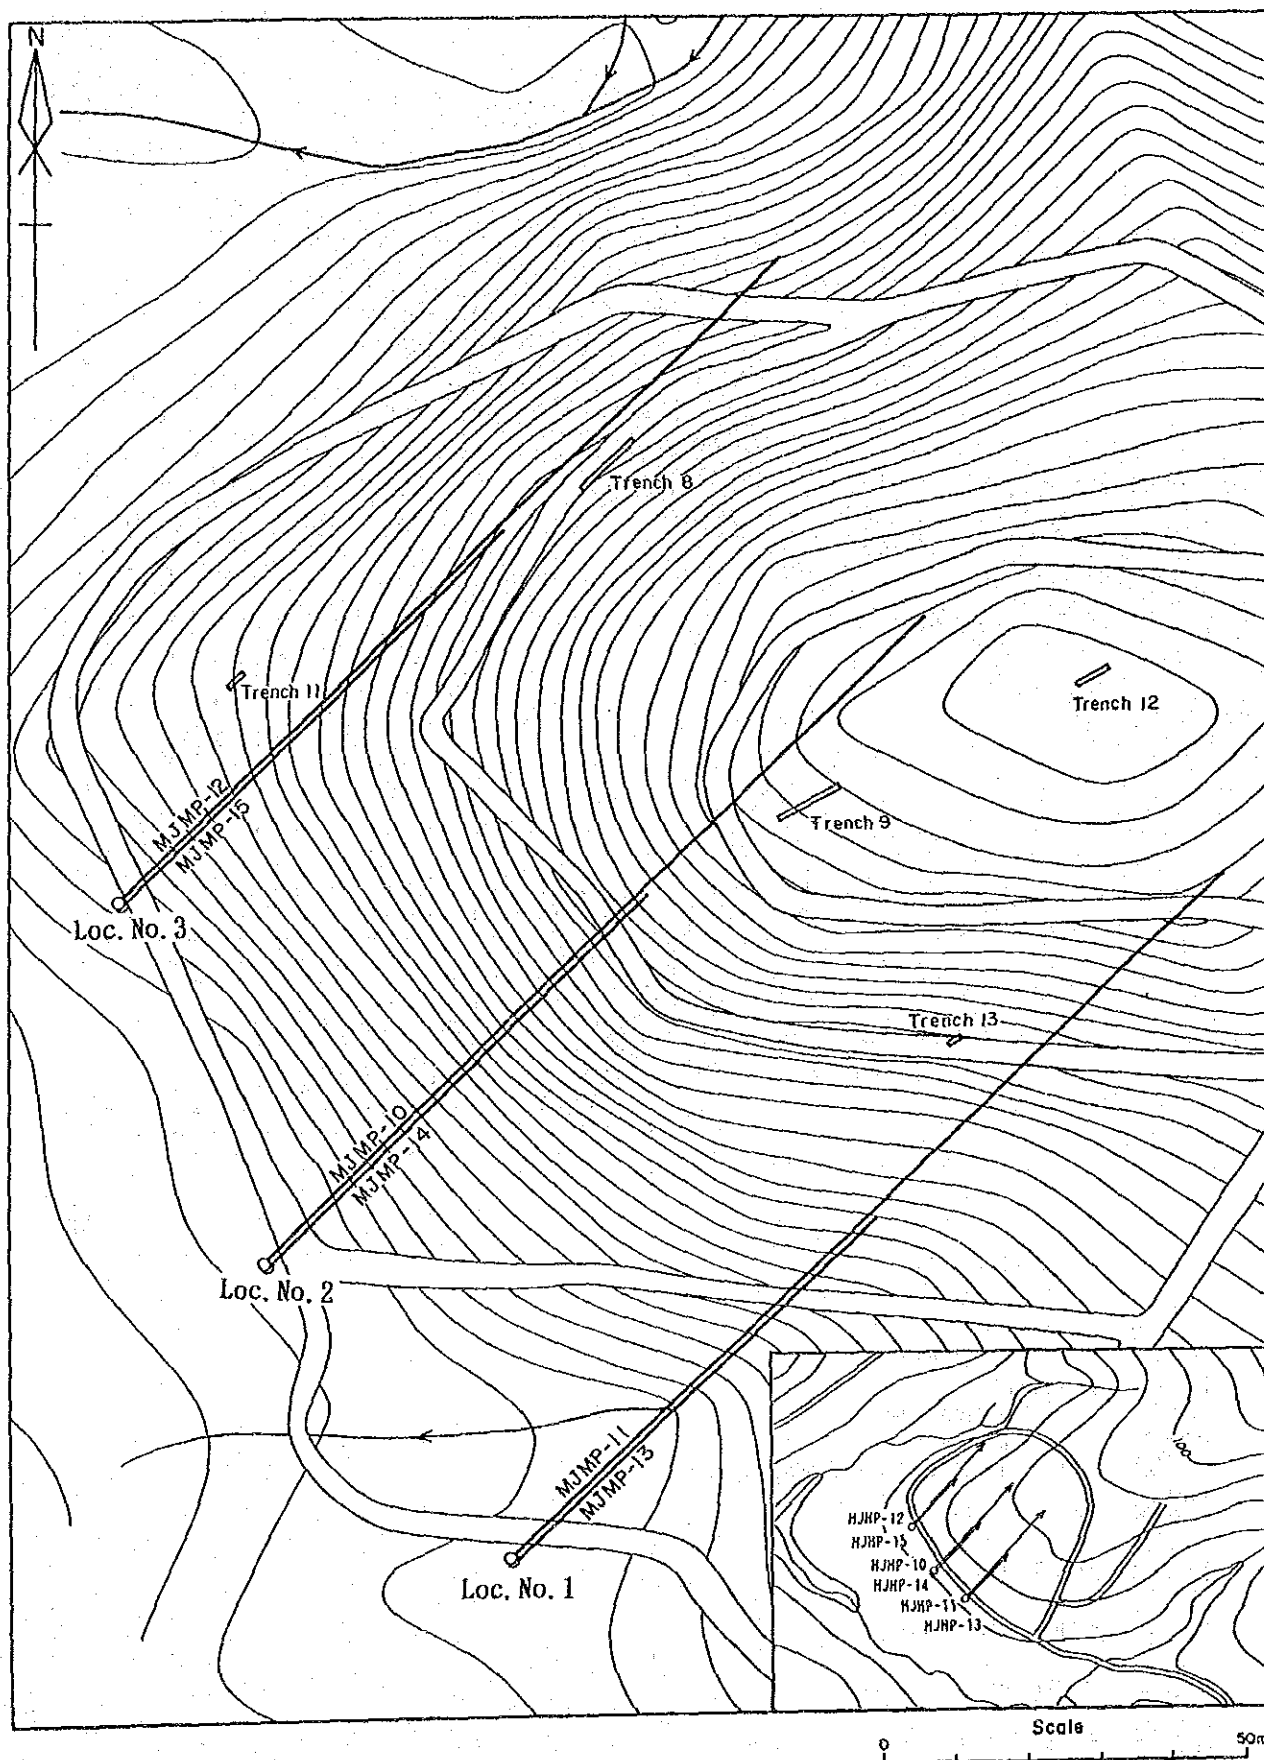 N
Trench 8
Trench 11
Trench 12
Trench 9
MJMP-12
MJMP-15
Loc. No. 3
Trench 13
MJMP-10
MJMP-14
Loc. No. 2
MJMP-11
MJMP-13
Loc. No. 1
100
MJMP-12
MJMP-15
MJMP-10
MJMP-14
MJMP-11
MJMP-13
Scale
0
50m